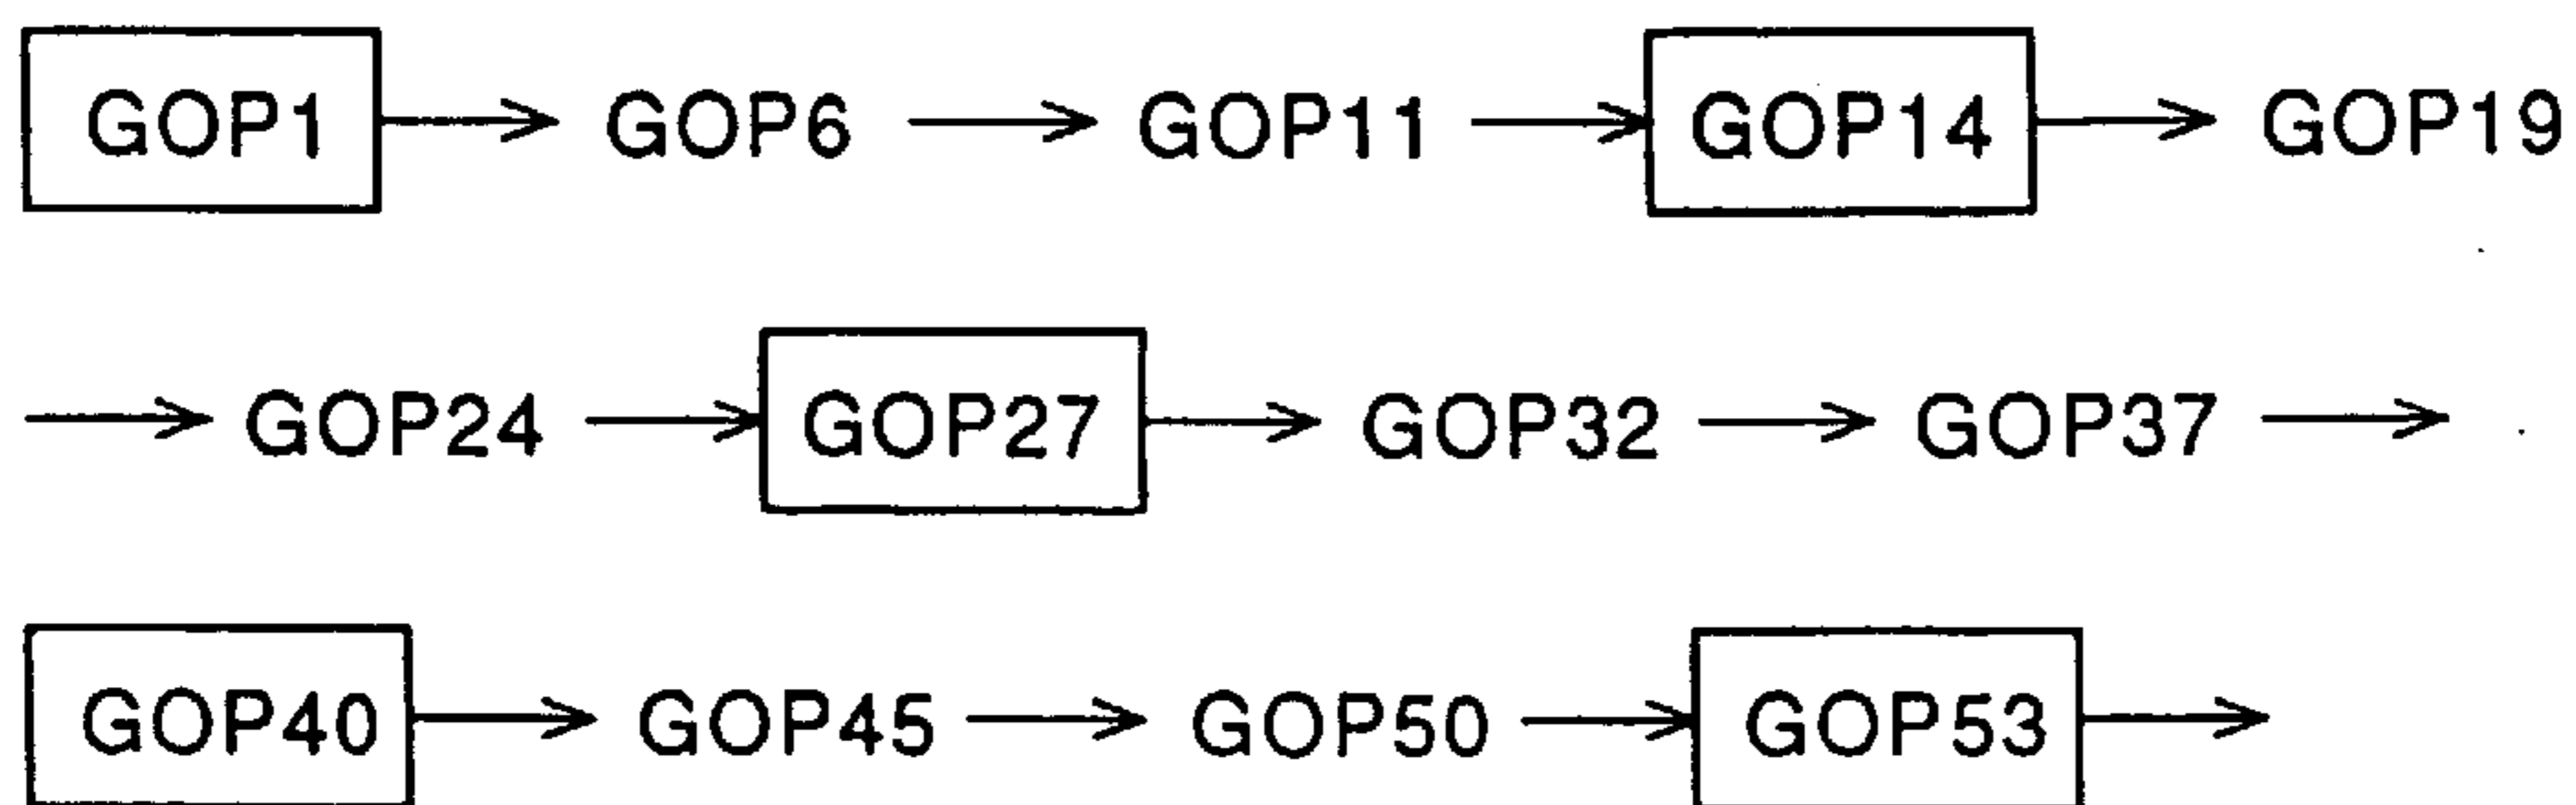 GOP1 → GOP6 → GOP11 → GOP14 → GOP19
→ GOP24 → GOP27 → GOP32 → GOP37 →
GOP40 → GOP45 → GOP50 → GOP53 →